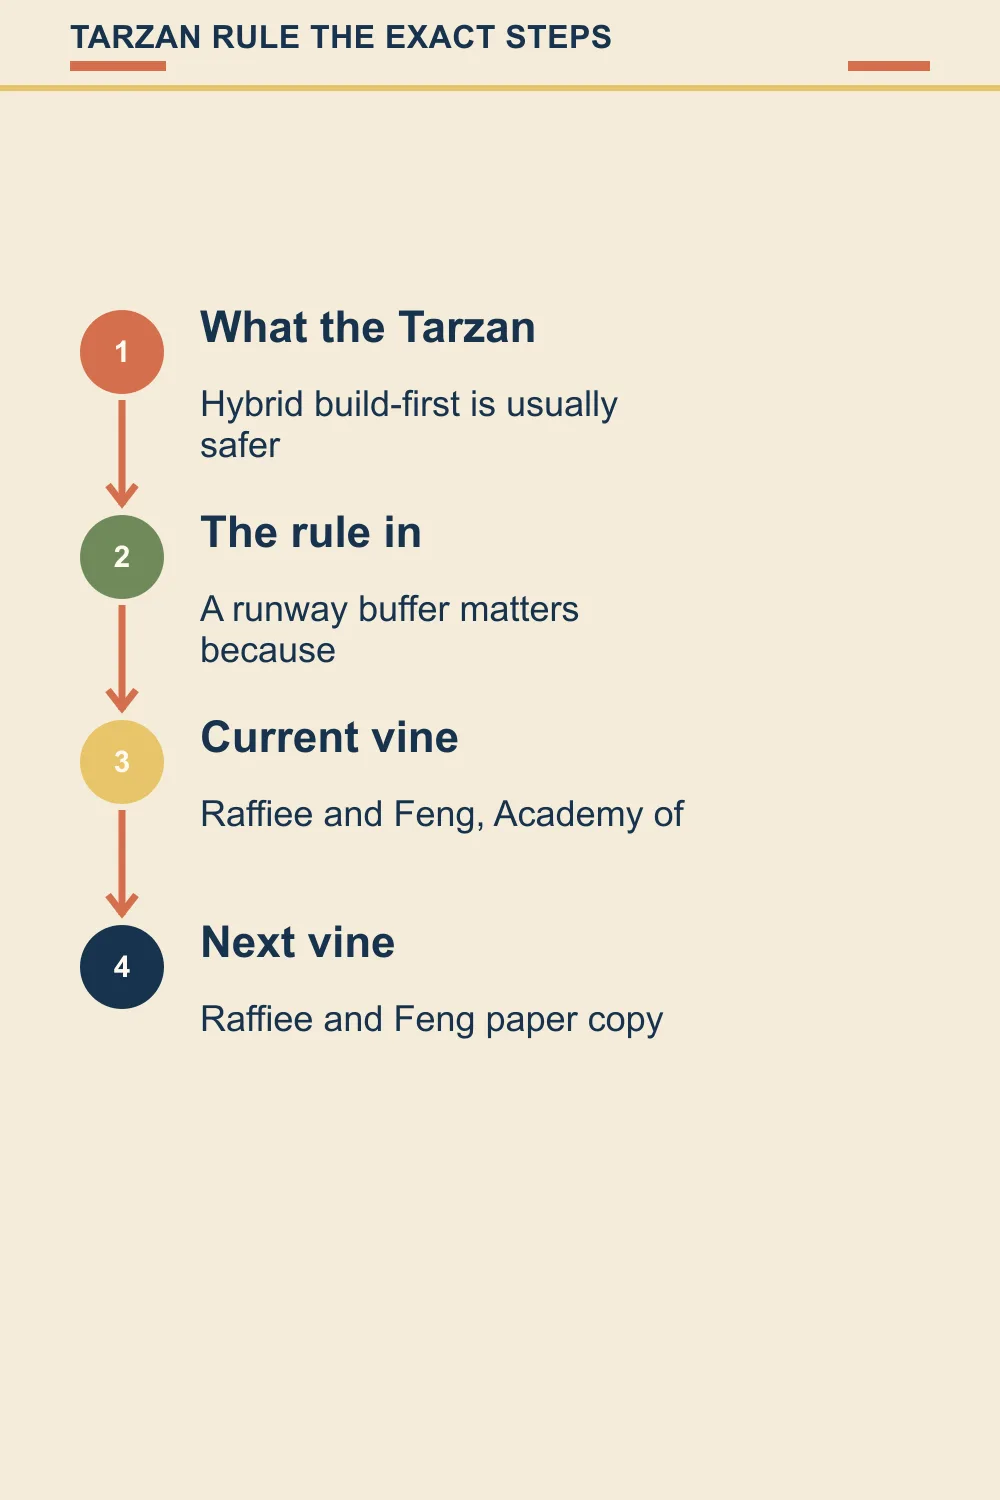 TARZAN RULE THE EXACT STEPS
1
What the Tarzan
Hybrid build-first is usually
safer
2
The rule in
A runway buffer matters
because
3
Current vine
Raffiee and Feng, Academy of
4
Next vine
Raffiee and Feng paper copy